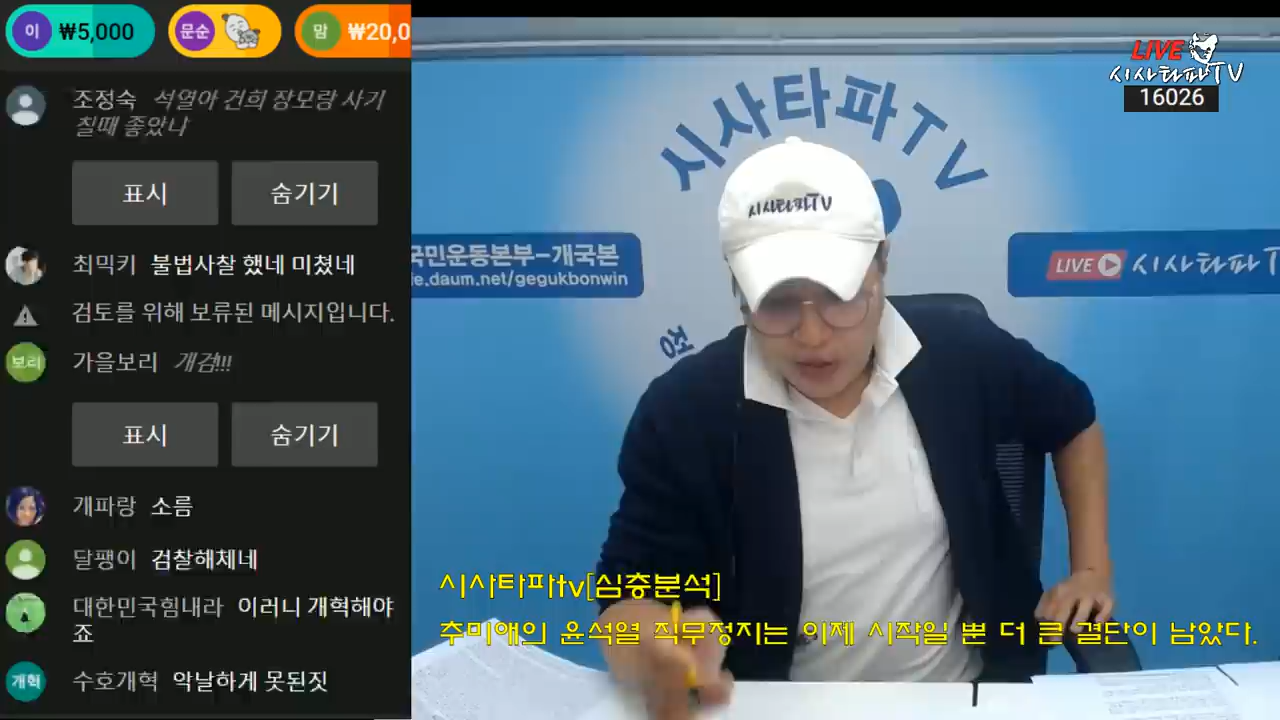 이 ₩5,000
문순
맘 ₩20,0
조정숙 석열아 건희 장모랑 사기
칠때 좋았냐
표시 숨기기
최믹키 불법사찰 했네 미쳤네
검토를 위해 보류된 메시지입니다.
보리 가을보리 개검!!!
표시 숨기기
개파랑 소름
달팽이 검찰해체네
대한민국힘내라 이러니 개혁해야
죠
개혁 수호개혁 악날하게 못된짓
LIVE
시사타파TV
16026
시사타파TV
시사타파TV
국민운동본부-개국본
e.daum.net/gegukbonwin
LIVE 시사타파T
정
시사타파tv[심층분석]
추미애의 윤석열 직무정지는 이제 시작일 뿐 더 큰 결단이 남았다.